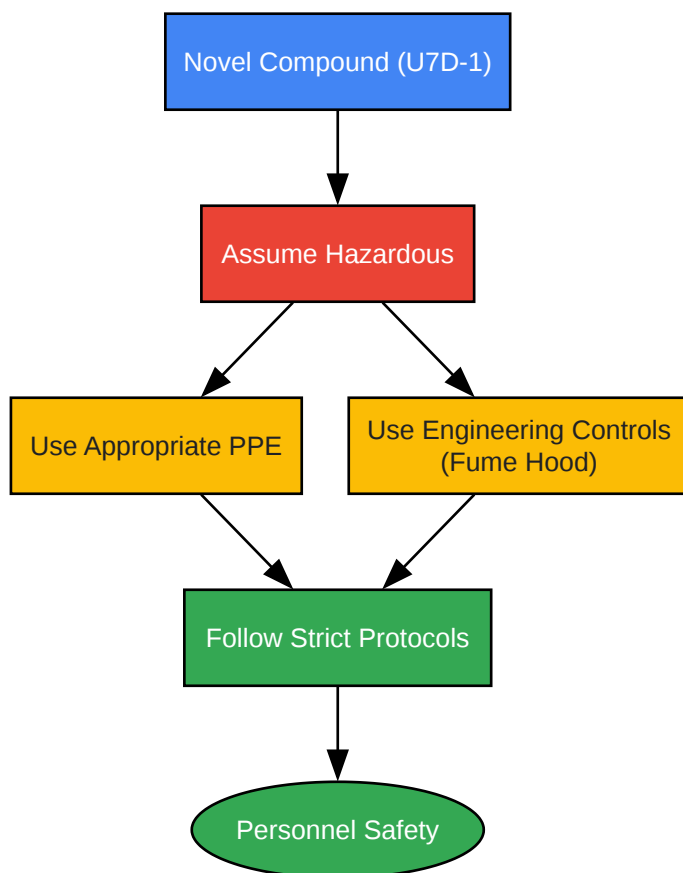 Novel Compound (U7D-1)
Assume Hazardous
Use Appropriate PPE
Use Engineering Controls
(Fume Hood)
Follow Strict Protocols
Personnel Safety